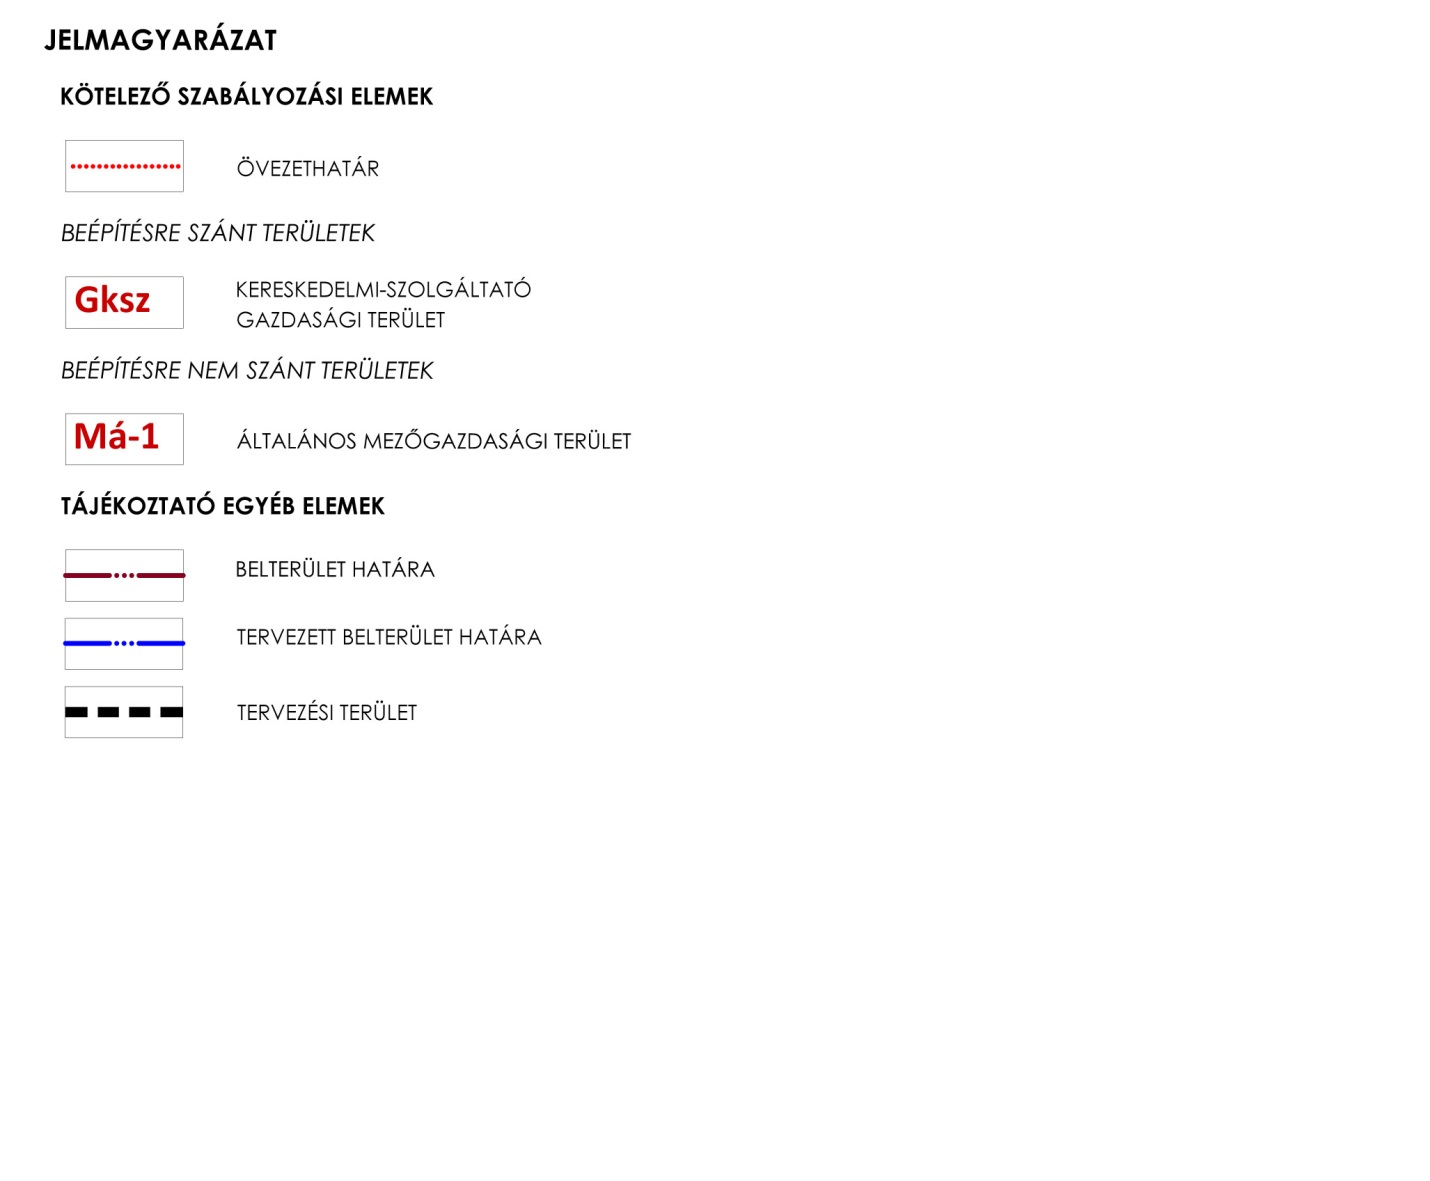 JELMAGYARÁZAT
KÖTELEZŐ SZABÁLYOZÁSI ELEMEK
ÖVEZETHATÁR
BEÉPÍTÉSRE SZÁNT TERÜLETEK
Gksz
KERESKEDELMI-SZOLGÁLTATÓ
GAZDASÁGI TERÜLET
BEÉPÍTÉSRE NEM SZÁNT TERÜLETEK
Má-1
ÁLTALÁNOS MEZŐGAZDASÁGI TERÜLET
TÁJÉKOZTATÓ EGYÉB ELEMEK
BELTERÜLET HATÁRA
TERVEZETT BELTERÜLET HATÁRA
TERVEZÉSI TERÜLET